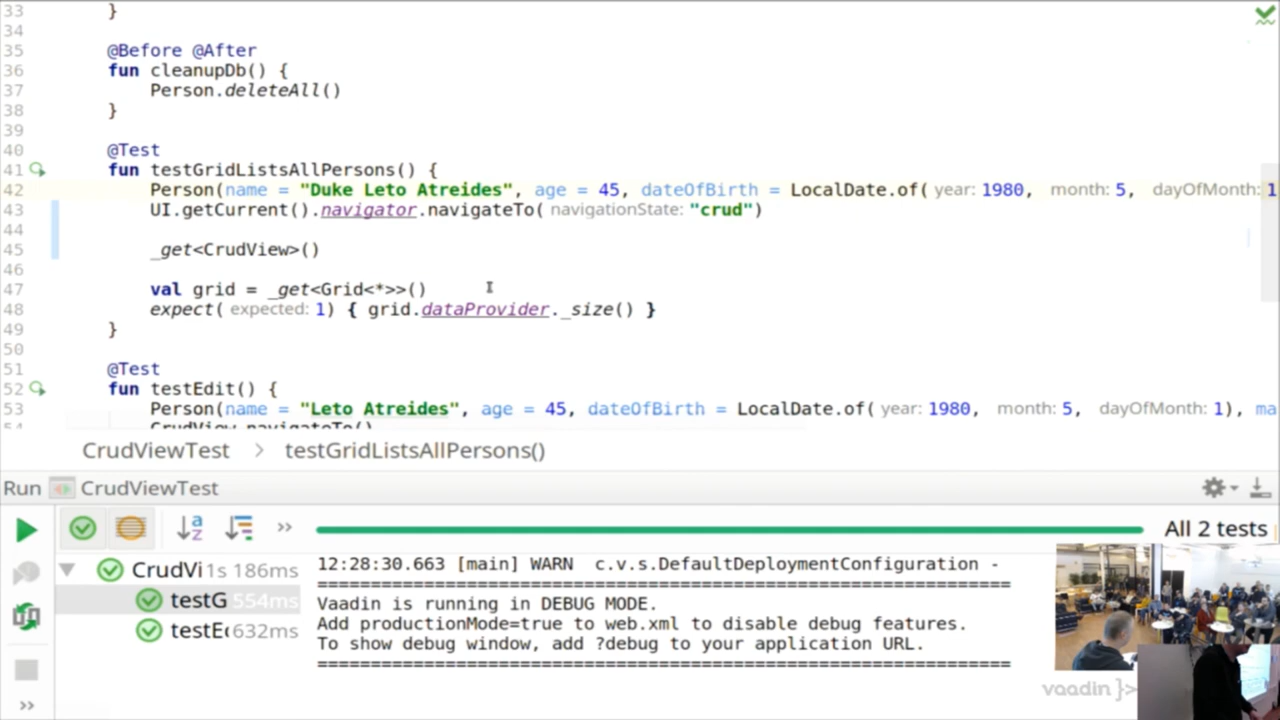 33 }
34
35 @Before @After
36 fun cleanupDb() {
37 Person.deleteAll()
38 }
39
40 @Test
41 fun testGridListsAllPersons() {
42 Person(name = "Duke Leto Atreides", age = 45, dateOfBirth = LocalDate.of( year: 1980, month: 5, dayOfMonth: 1
43 UI.getCurrent().navigator.navigateTo( navigationState: "crud")
44
45 _get<CrudView>()
46
47 val grid = _get<Grid<*>>()
48 expect( expected: 1) { grid.dataProvider._size() }
49 }
50
51 @Test
52 fun testEdit() {
53 Person(name = "Leto Atreides", age = 45, dateOfBirth = LocalDate.of( year: 1980, month: 5, dayOfMonth: 1), ma
54 CrudView.navigateTo()
CrudViewTest > testGridListsAllPersons()
Run CrudViewTest
>> All 2 tests
CrudVi 1s 186ms
testG 554ms
testE 632ms
12:28:30.663 [main] WARN c.v.s.DefaultDeploymentConfiguration -
=================================================================
Vaadin is running in DEBUG MODE.
Add productionMode=true to web.xml to disable debug features.
To show debug window, add ?debug to your application URL.
=================================================================
>>
vaadin }>